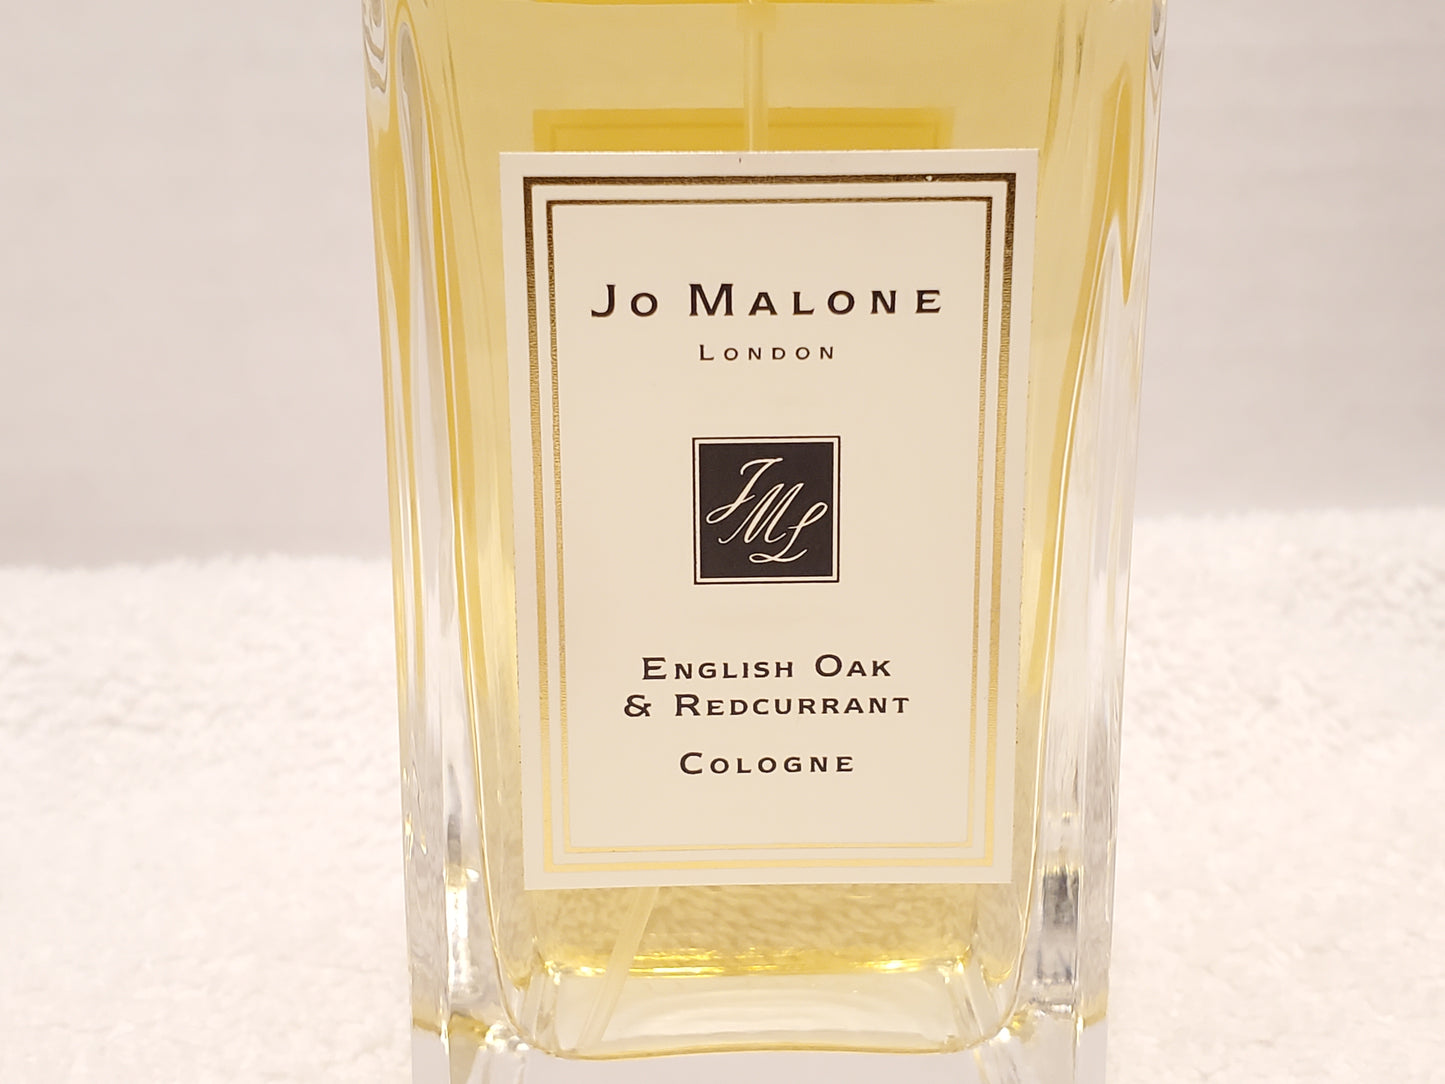 Jo Malone
London
JML
English Oak
& Redcurrant
Cologne